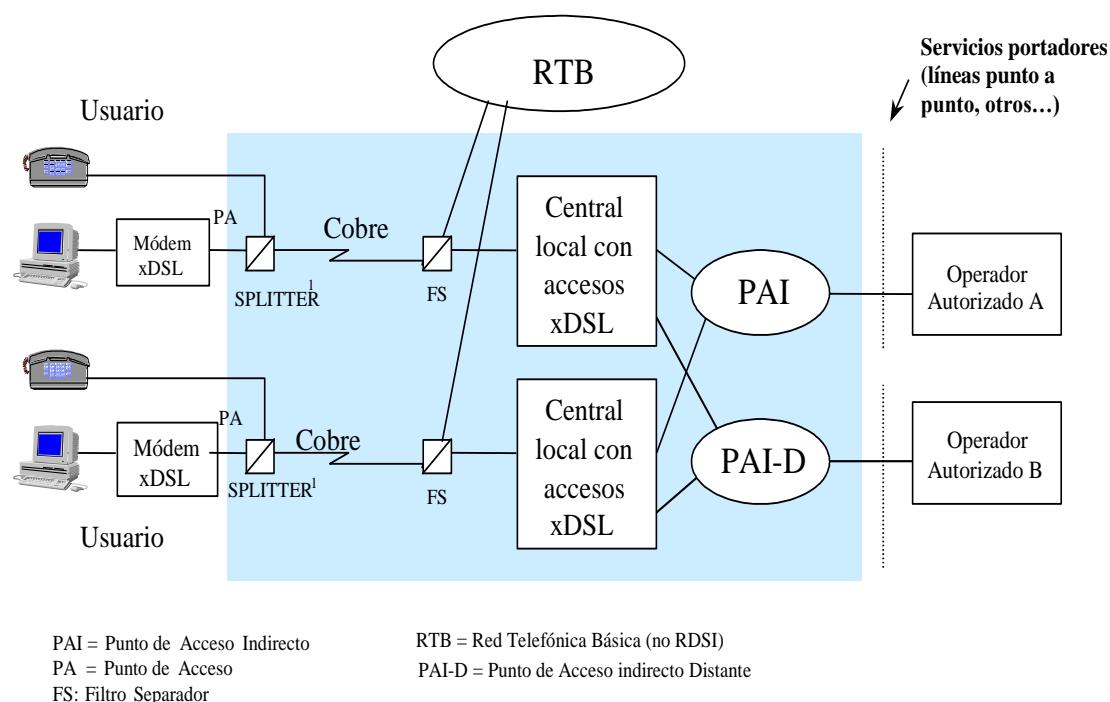 RTB
Servicios portadores
(líneas punto a
punto, otros…)
Usuario
PA
Módem
xDSL
SPLITTER1
Cobre
FS
Central
local con
accesos
xDSL
PAI
Operador
Autorizado A
PA
Módem
xDSL
SPLITTER1
Cobre
FS
Central
local con
accesos
xDSL
PAI-D
Operador
Autorizado B
Usuario
PAI = Punto de Acceso Indirecto
PA = Punto de Acceso
FS: Filtro Separador
RTB = Red Telefónica Básica (no RDSI)
PAI-D = Punto de Acceso indirecto Distante